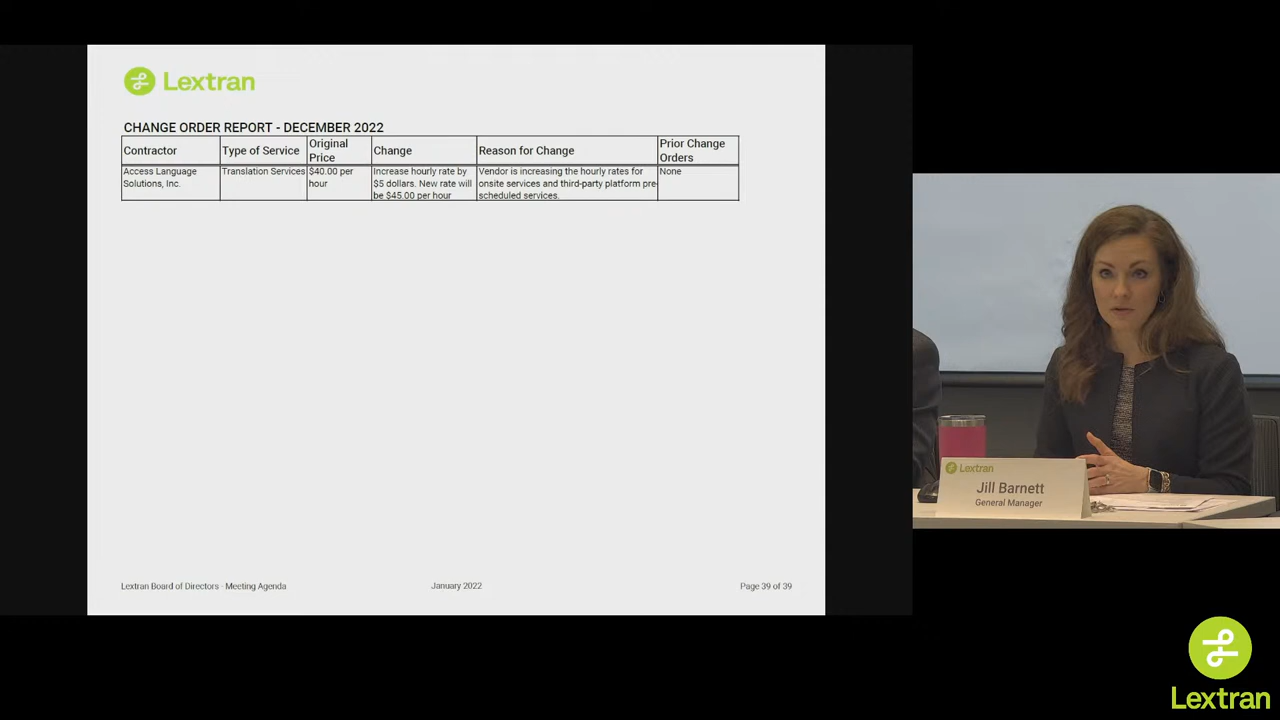 Lextran
CHANGE ORDER REPORT - DECEMBER 2022
Contractor
Type of Service
Original
Price
Change
Reason for Change
Prior Change
Orders
Access Language
Solutions, Inc.
Translation Services
$40.00 per
hour
Increase hourly rate by
$5 dollars. New rate will
be $45.00 per hour
Vendor is increasing the hourly rates for
onsite services and third-party platform pre-
scheduled services.
None
Lextran Board of Directors - Meeting Agenda
January 2022
Page 39 of 39
Lextran
Jill Barnett
General Manager
Lextran